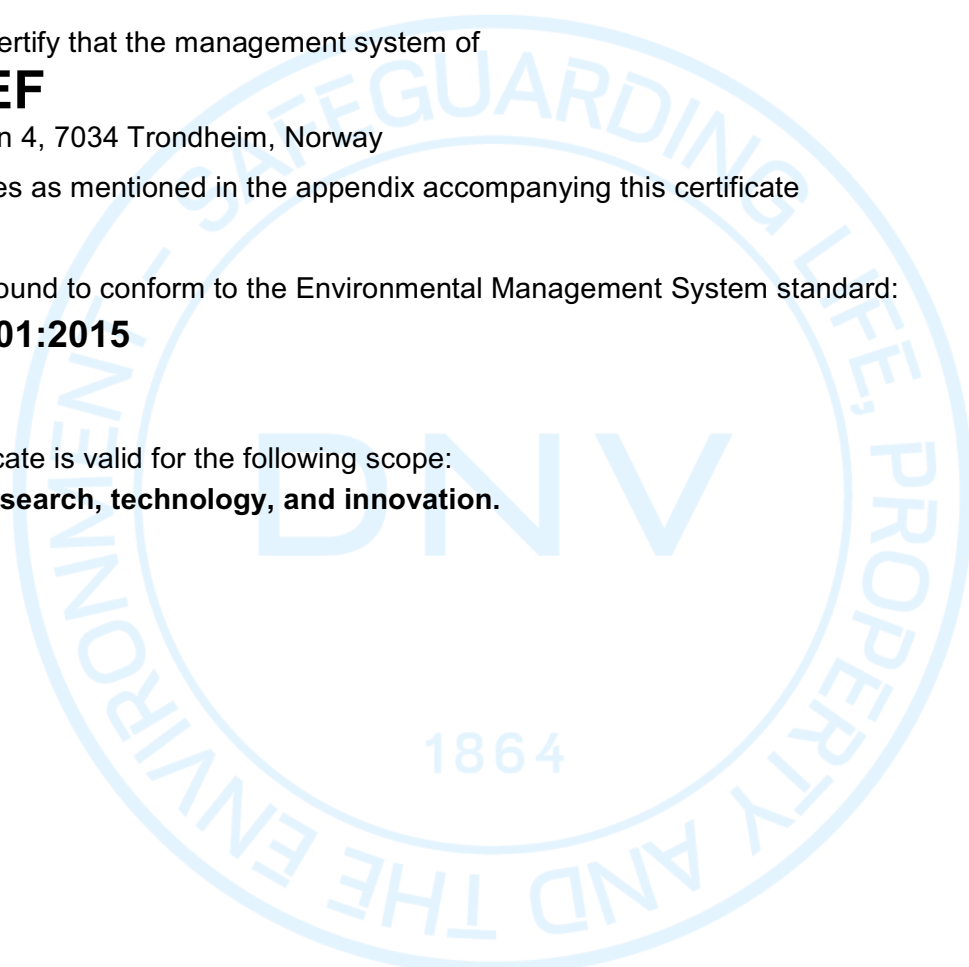 ertify that the management system of
EF
n 4, 7034 Trondheim, Norway
es as mentioned in the appendix accompanying this certificate
ound to conform to the Environmental Management System standard:
01:2015
cate is valid for the following scope:
search, technology, and innovation.
SAFEGUARDING LIFE, PROPERTY AND THE ENVIRONMENT –
DNV
1864